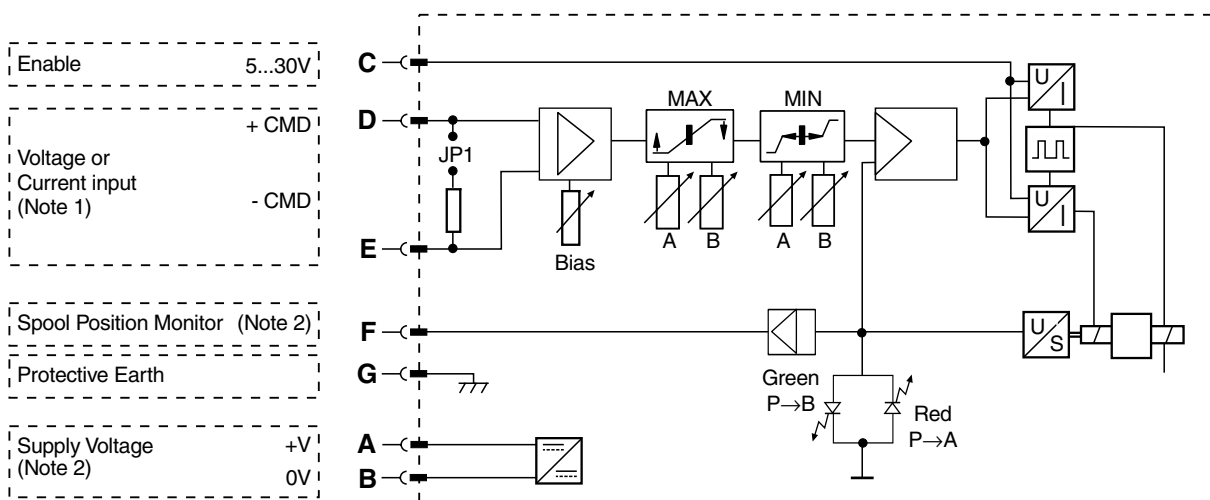 Enable 5...30V
C
Voltage or
Current input
(Note 1)
+ CMD
- CMD
D
E
JP1
Bias
MAX
A B
MIN
A B
U
I
U
I
Spool Position Monitor (Note 2)
F
U
S
Protective Earth
G
Green
P→B
Red
P→A
Supply Voltage
(Note 2)
+V
0V
A
B